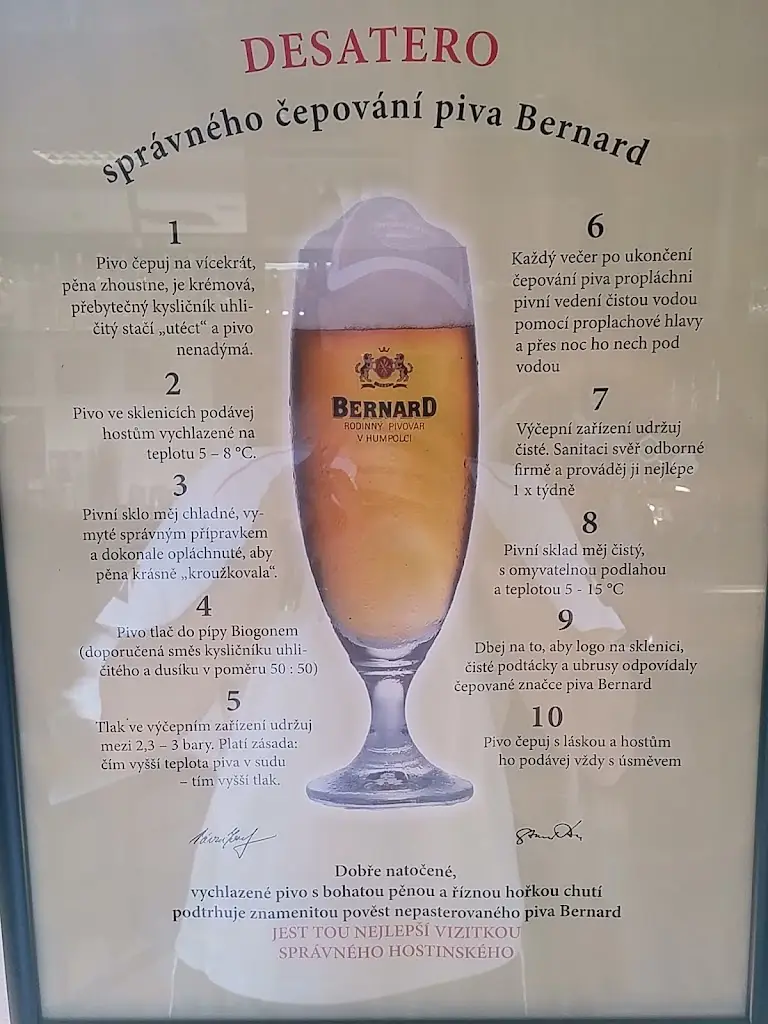 DESATERO
správného čepování piva Bernard
1
Pivo čepuj na vícekrát,
pěna zhoustne, je krémová,
přebytečný kysličník uhli-
čitý stačí „utéct“ a pivo
nenadýmá.
2
Pivo ve sklenicích podávej
hostům vychlazené na
teplotu 5 – 8 °C.
3
Pivní sklo měj chladné, vy-
myté správným přípravkem
a dokonale opláchnuté, aby
pěna krásně „kroužkovala“.
4
Pivo tlač do pípy Biogonem
(doporučená směs kysličníku uhli-
čitého a dusíku v poměru 50 : 50)
5
Tlak ve výčepním zařízení udržuj
mezi 2,3 – 3 bary. Platí zásada:
čím vyšší teplota piva v sudu
– tím vyšší tlak.
BERNARD
RODINNÝ PIVOVAR
V HUMPOLCI
6
Každý večer po ukončení
čepování piva propláchni
pivní vedení čistou vodou
pomocí proplachové hlavy
a přes noc ho nech pod
vodou
7
Výčepní zařízení udržuj
čisté. Sanitaci svěř odborné
firmě a prováděj ji nejlépe
1 x týdně
8
Pivní sklad měj čistý,
s omyvatelnou podlahou
a teplotou 5 - 15 °C
9
Dbej na to, aby logo na sklenici,
čisté podtácky a ubrusy odpovídaly
čepované značce piva Bernard
10
Pivo čepuj s láskou a hostům
ho podávej vždy s úsměvem
Dobře natočené,
vychlazené pivo s bohatou pěnou a říznou hořkou chutí
podtrhuje znamenitou pověst nepasterovaného piva Bernard
JEST TOU NEJLEPŠÍ VIZITKOU
SPRÁVNÉHO HOSTINSKÉHO